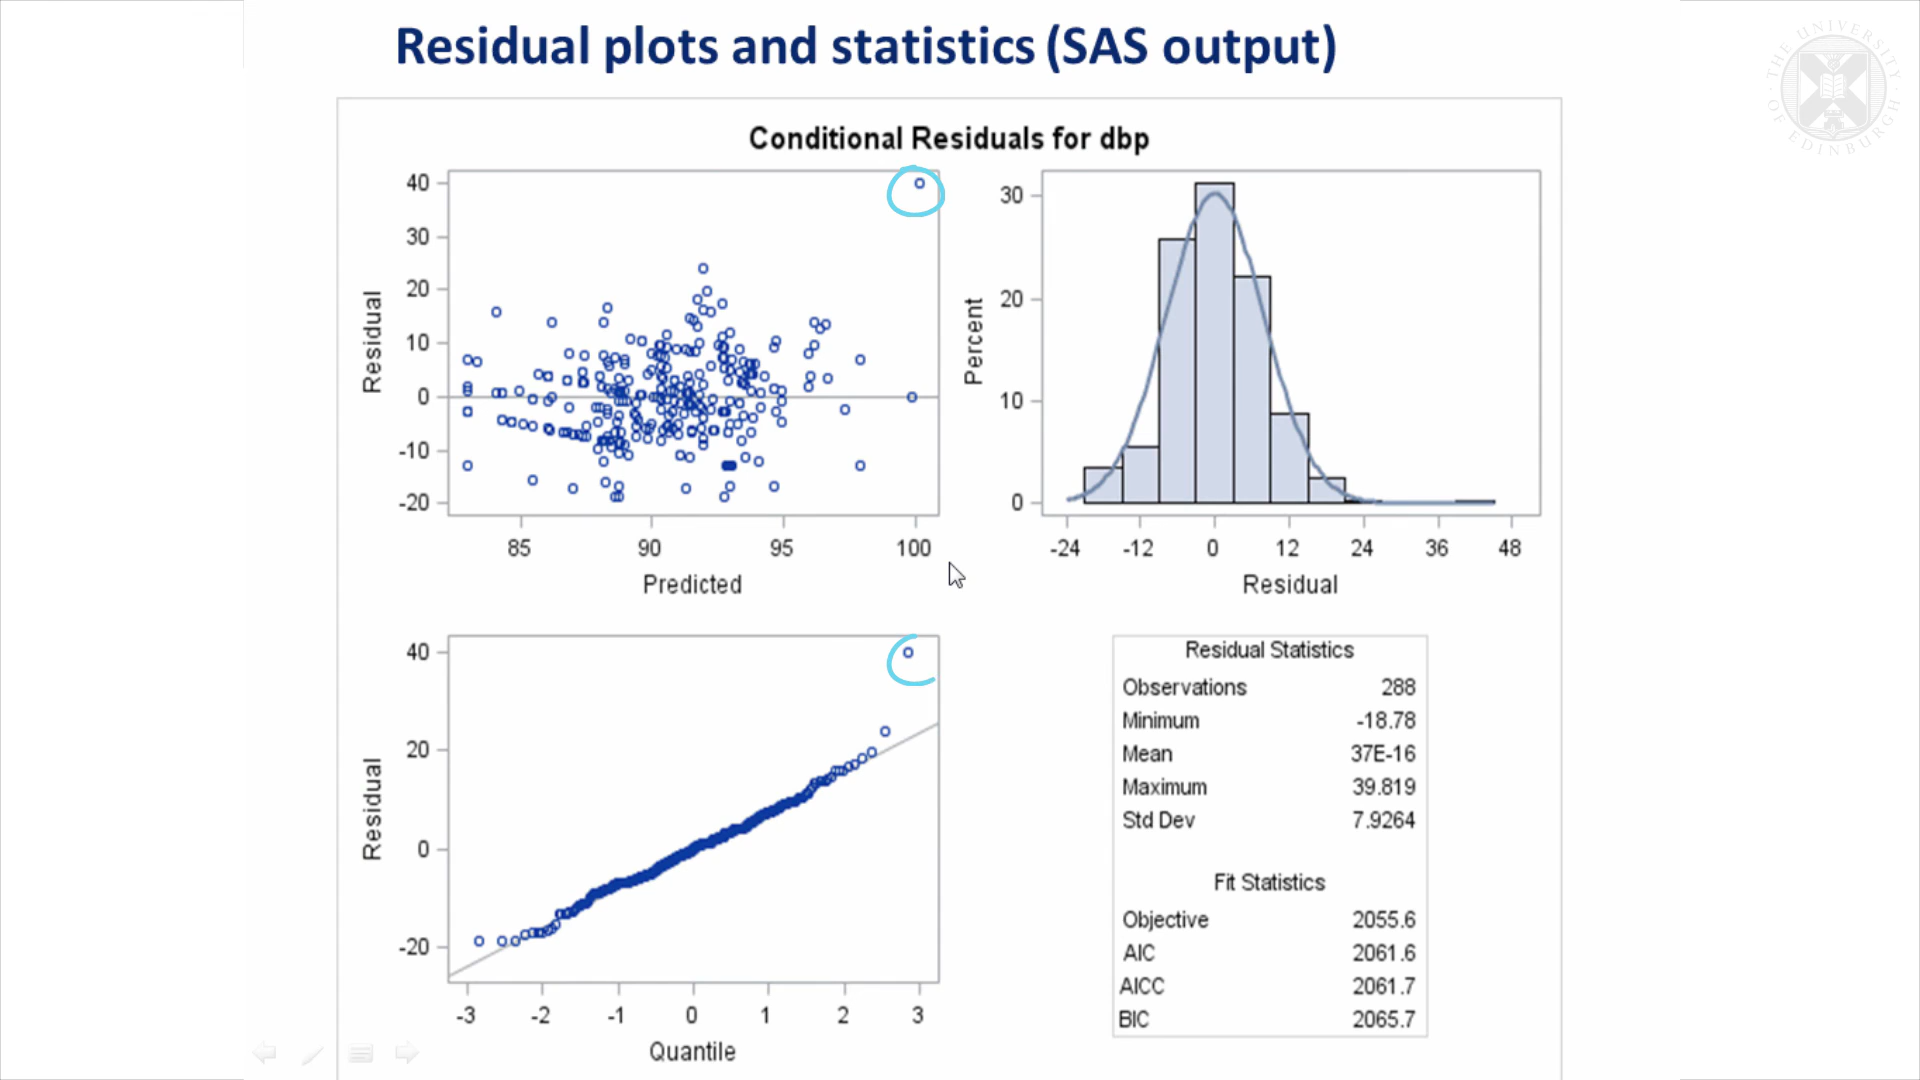 Residual plots and statistics (SAS output)
THE UNIVERSITY OF EDINBURGH
Conditional Residuals for dbp
40
30
20
10
0
-10
-20
Residual
85 90 95 100
Predicted
30
20
10
0
Percent
-24 -12 0 12 24 36 48
Residual
40
20
0
-20
Residual
-3 -2 -1 0 1 2 3
Quantile
Residual Statistics
Observations 288
Minimum -18.78
Mean 37E-16
Maximum 39.819
Std Dev 7.9264
Fit Statistics
Objective 2055.6
AIC 2061.6
AICC 2061.7
BIC 2065.7